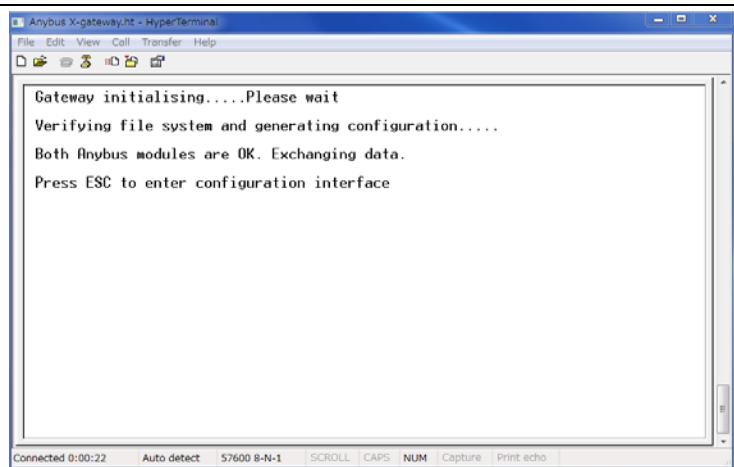 Anybus X-gateway.ht - HyperTerminal
File Edit View Call Transfer Help
Gateway initialising.....Please wait
Verifying file system and generating configuration.....
Both Anybus modules are OK. Exchanging data.
Press ESC to enter configuration interface
Connected 0:00:22 Auto detect 57600 8-N-1 SCROLL CAPS NUM Capture Print echo